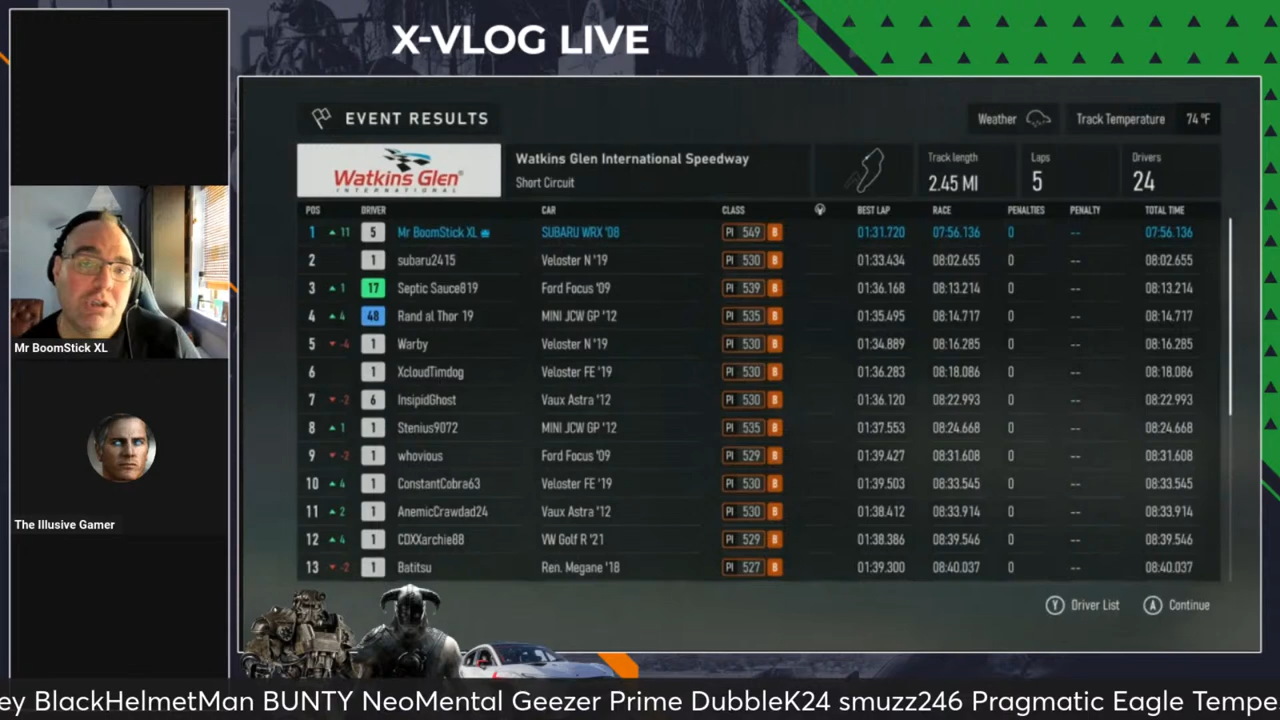 X-VLOG LIVE
EVENT RESULTS
Weather
Track Temperature 74 °F
Watkins Glen
INTERNATIONAL
Watkins Glen International Speedway
Short Circuit
Track length
2.45 MI
Laps
5
Drivers
24
POS DRIVER CAR CLASS BEST LAP RACE PENALTIES PENALTY TOTAL TIME
1 11 5 Mr BoomStick XL SUBARU WRX '08 PI 549 B 01:31.720 07:56.136 0 -- 07:56.136
2 1 subaru2415 Veloster N '19 PI 530 B 01:33.434 08:02.655 0 -- 08:02.655
3 1 17 Septic Sauce819 Ford Focus '09 PI 539 B 01:36.168 08:13.214 0 -- 08:13.214
4 4 48 Rand al Thor 19 MINI JCW GP '12 PI 535 B 01:35.495 08:14.717 0 -- 08:14.717
5 -4 1 Warby Veloster N '19 PI 530 B 01:34.889 08:16.285 0 -- 08:16.285
6 1 XcloudTimdog Veloster FE '19 PI 530 B 01:36.283 08:18.086 0 -- 08:18.086
7 -2 6 InsipidGhost Vaux Astra '12 PI 530 B 01:36.120 08:22.993 0 -- 08:22.993
8 1 1 Stenius9072 MINI JCW GP '12 PI 535 B 01:37.553 08:24.668 0 -- 08:24.668
9 -2 1 whovious Ford Focus '09 PI 529 B 01:39.427 08:31.608 0 -- 08:31.608
10 4 1 ConstantCobra63 Veloster FE '19 PI 530 B 01:39.503 08:33.545 0 -- 08:33.545
11 2 1 AnemicCrawdad24 Vaux Astra '12 PI 530 B 01:38.412 08:33.914 0 -- 08:33.914
12 4 1 CDXXarchie88 VW Golf R '21 PI 529 B 01:38.386 08:39.546 0 -- 08:39.546
13 -2 1 Batitsu Ren. Megane '18 PI 527 B 01:39.300 08:40.037 0 -- 08:40.037
Y Driver List A Continue
Mr BoomStick XL
The Illusive Gamer
ey BlackHelmetMan BUNTY NeoMental Geezer Prime DubbleK24 smuzz246 Pragmatic Eagle Tempe